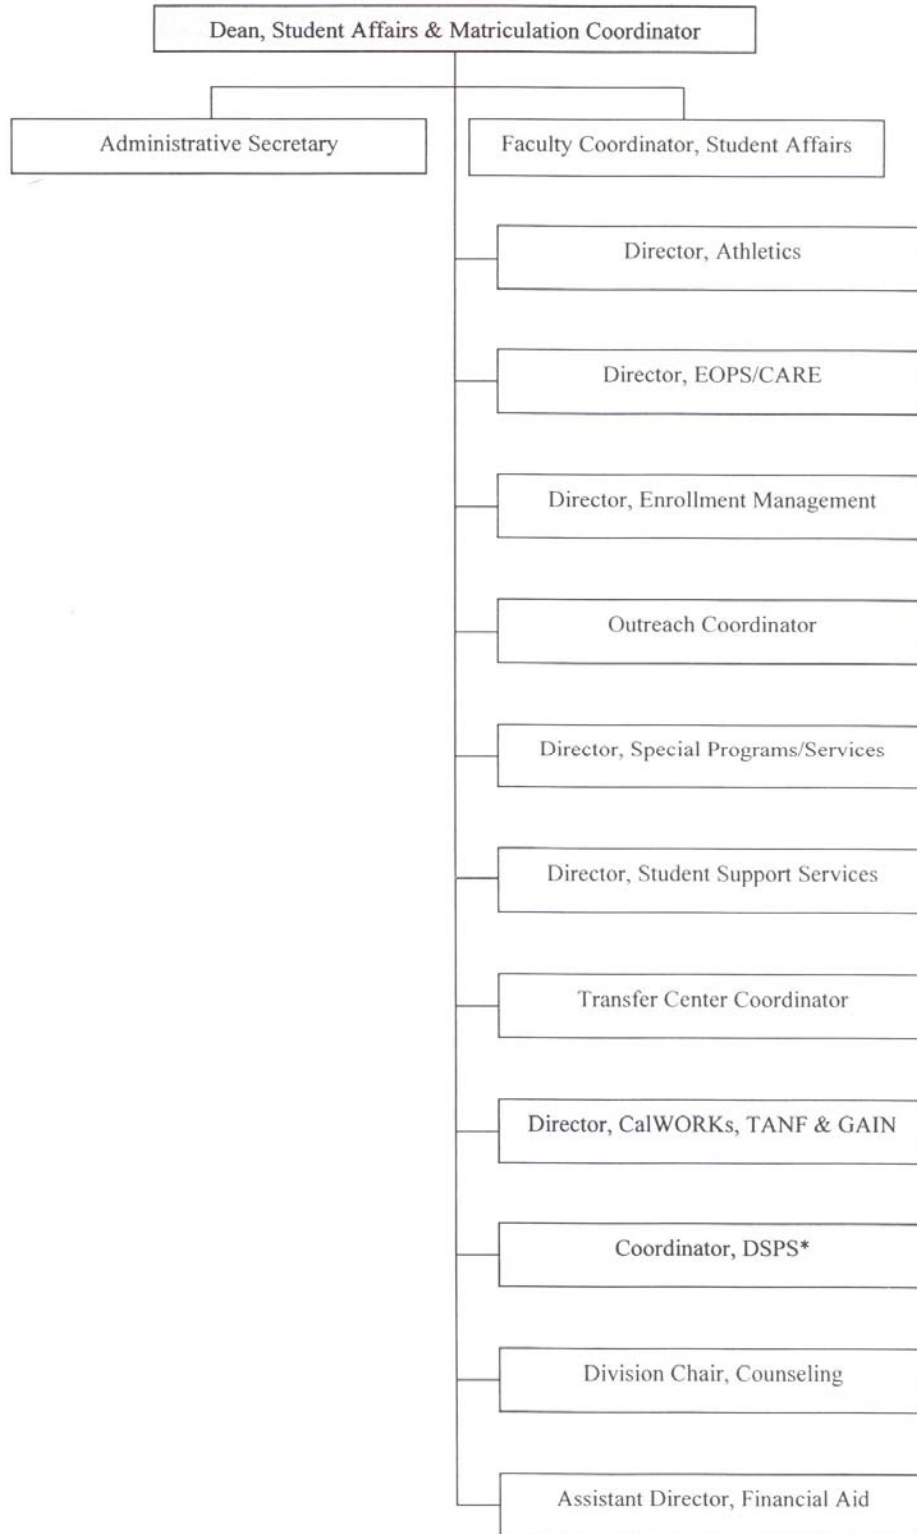 Dean, Student Affairs & Matriculation Coordinator
Administrative Secretary
Faculty Coordinator, Student Affairs
Director, Athletics
Director, EOPS/CARE
Director, Enrollment Management
Outreach Coordinator
Director, Special Programs/Services
Director, Student Support Services
Transfer Center Coordinator
Director, CalWORKs, TANF & GAIN
Coordinator, DSPS*
Division Chair, Counseling
Assistant Director, Financial Aid